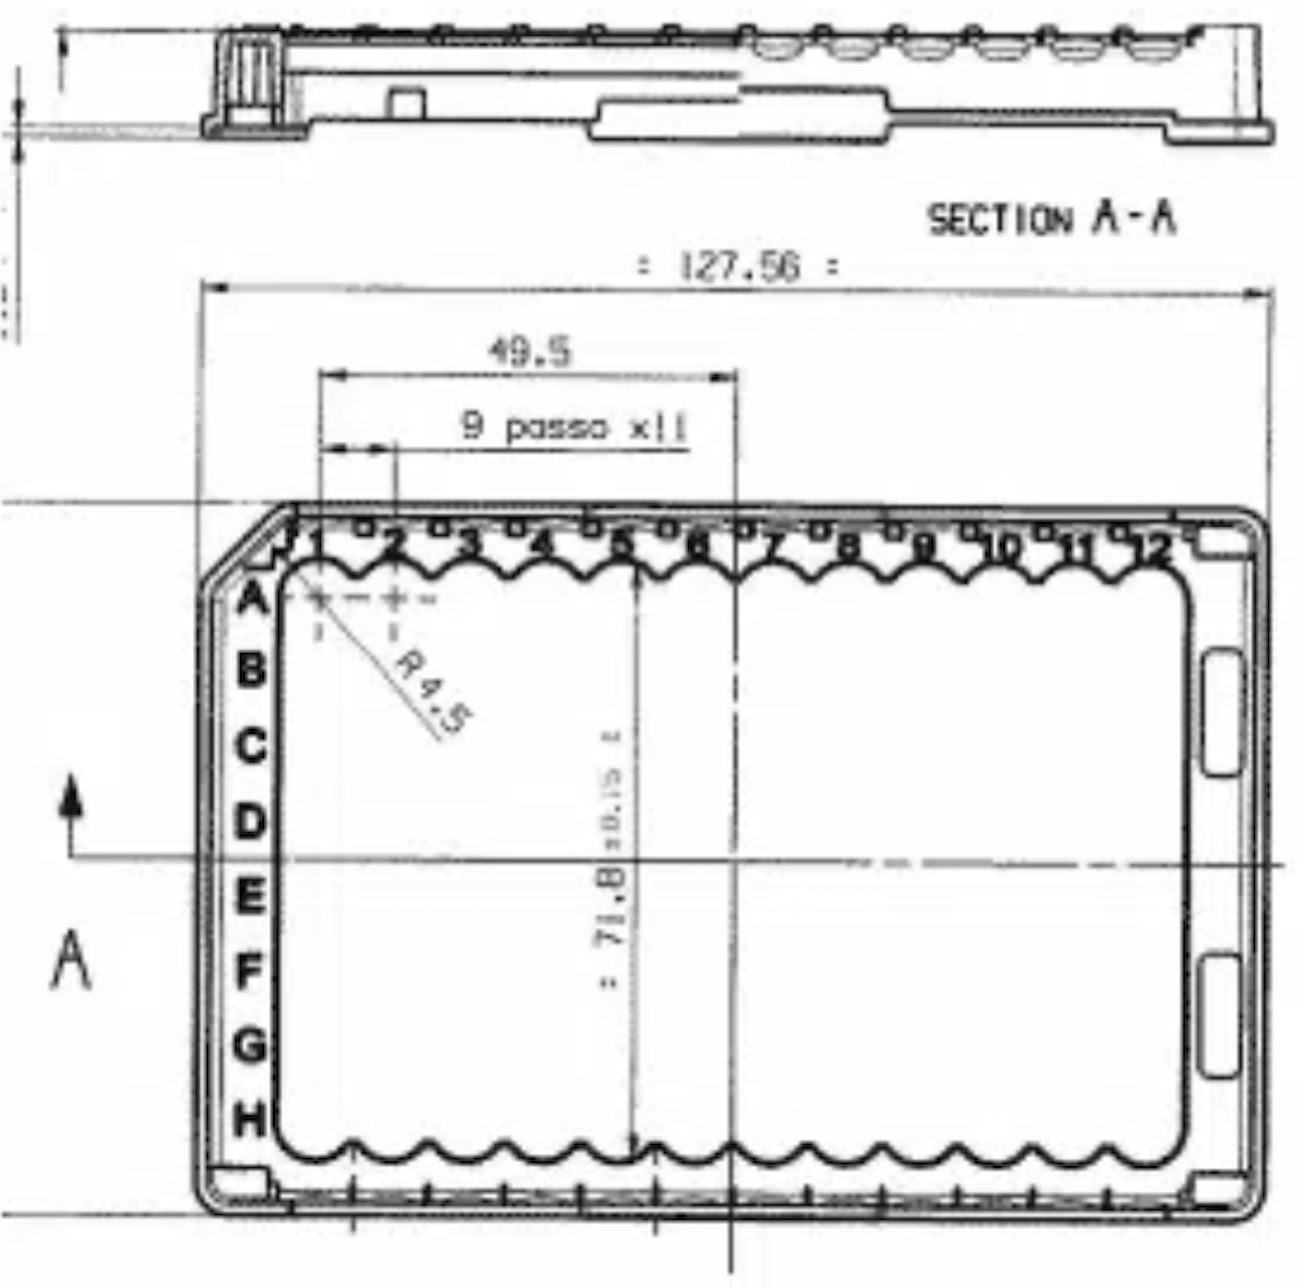 SECTION A-A
= 127.56 =
49.5
9 passo x11
1 2 3 4 5 6 7 8 9 10 11 12
A
B
C
D
E
F
G
H
R4.5
= 71.8 ±0.15 =
A